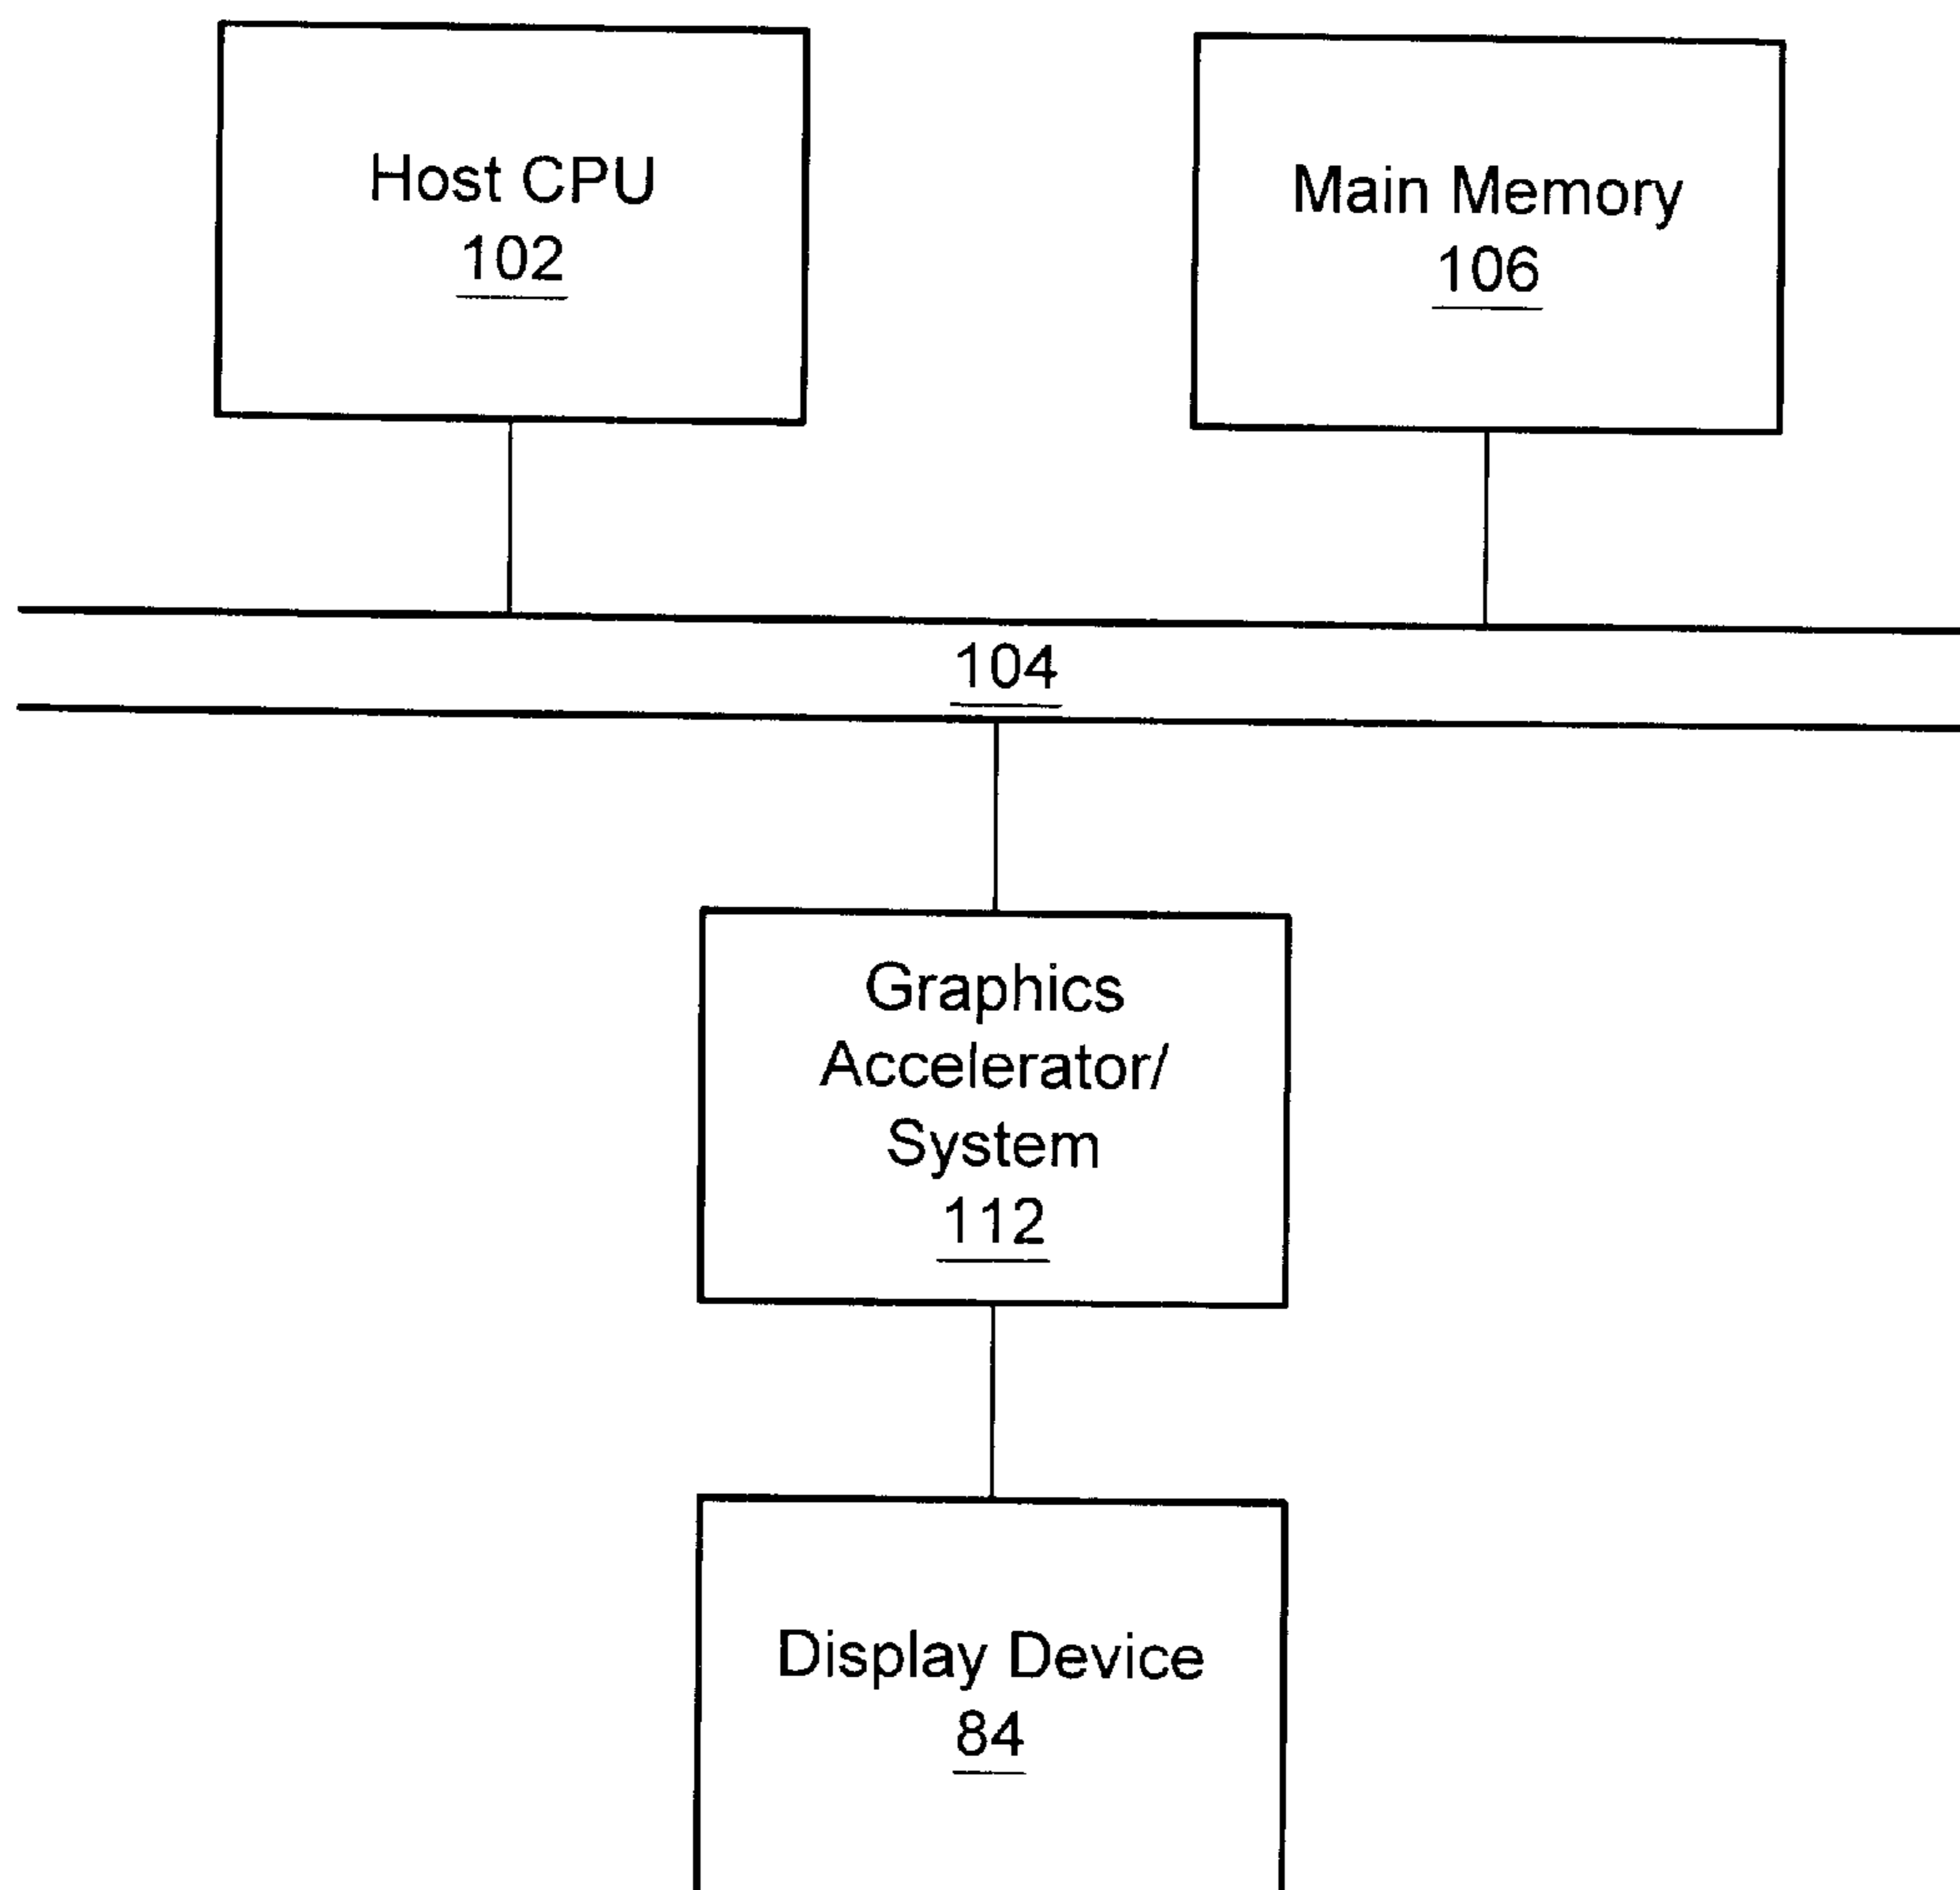 Host CPU
102
Main Memory
106
104
Graphics
Accelerator/
System
112
Display Device
84